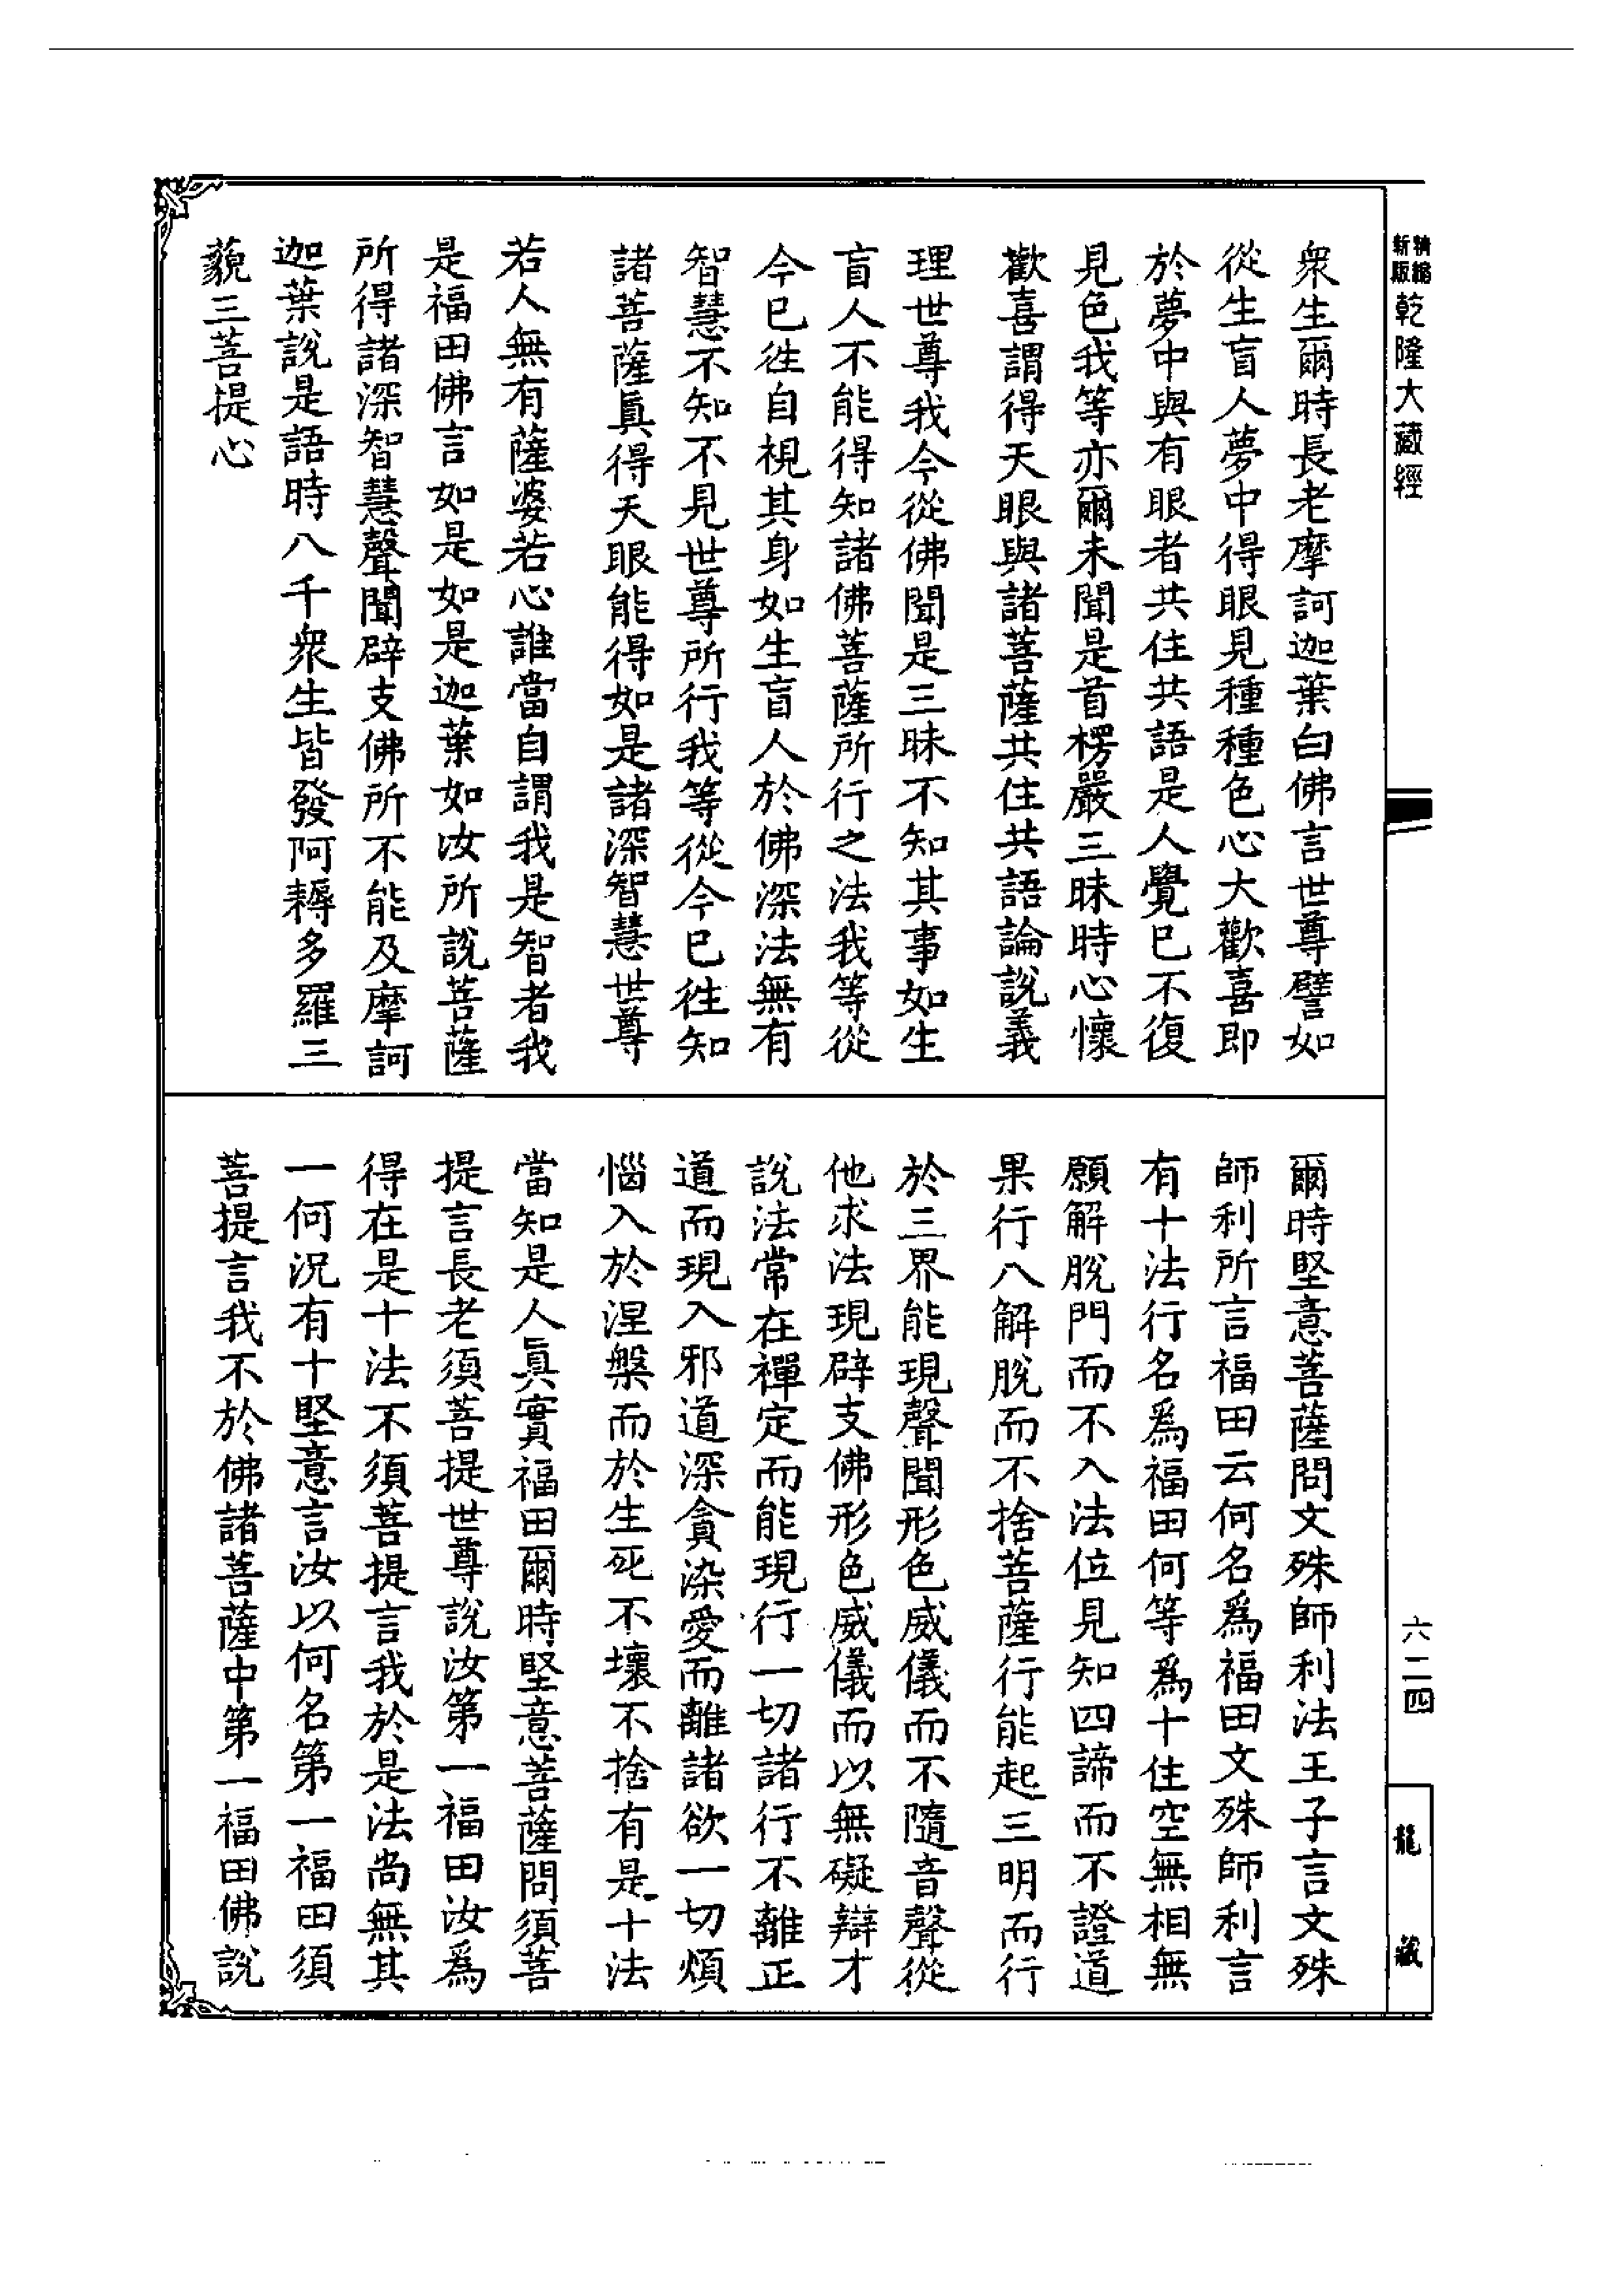 精縮
新版
乾隆大藏經
衆生爾時長老摩訶迦葉白佛言世尊譬如
從生盲人夢中得眼見種種色心大歡喜即
於夢中與有眼者共住共語是人覺已不復
見色我等亦爾未聞是首楞嚴三昧時心懷
歡喜謂得天眼與諸菩薩共住共語論說義
理世尊我今從佛聞是三昧不知其事如生
盲人不能得知諸佛菩薩所行之法我等從
今已往自視其身如生盲人於佛深法無有
智慧不知不見世尊所行我等從今已往知
諸菩薩眞得天眼能得如是諸深智慧世尊
若人無有薩婆若心誰當自謂我是智者我
是福田佛言如是如是迦葉如汝所說菩薩
所得諸深智慧聲聞辟支佛所不能及摩訶
迦葉說是語時八千衆生皆發阿耨多羅三
藐三菩提心
爾時堅意菩薩問文殊師利法王子言文殊
師利所言福田云何名爲福田文殊師利言
有十法行名爲福田何等爲十住空無相無
願解脫門而不入法位見知四諦而不證道
果行八解脫而不捨菩薩行能起三明而行
於三界能現聲聞形色威儀而不隨音聲從
他求法現辟支佛形色威儀而以無礙辯才
說法常在禪定而能現行一切諸行不離正
道而現入邪道深貪染愛而離諸欲一切煩
惱入於涅槃而於生死不壞不捨有是十法
當知是人眞實福田爾時堅意菩薩問須菩
提言長老須菩提世尊說汝第一福田汝爲
得在是十法不須菩提言我於是法尚無其
一何況有十堅意言汝以何名第一福田須
菩提言我不於佛諸菩薩中第一福田佛說
六二四
龍藏